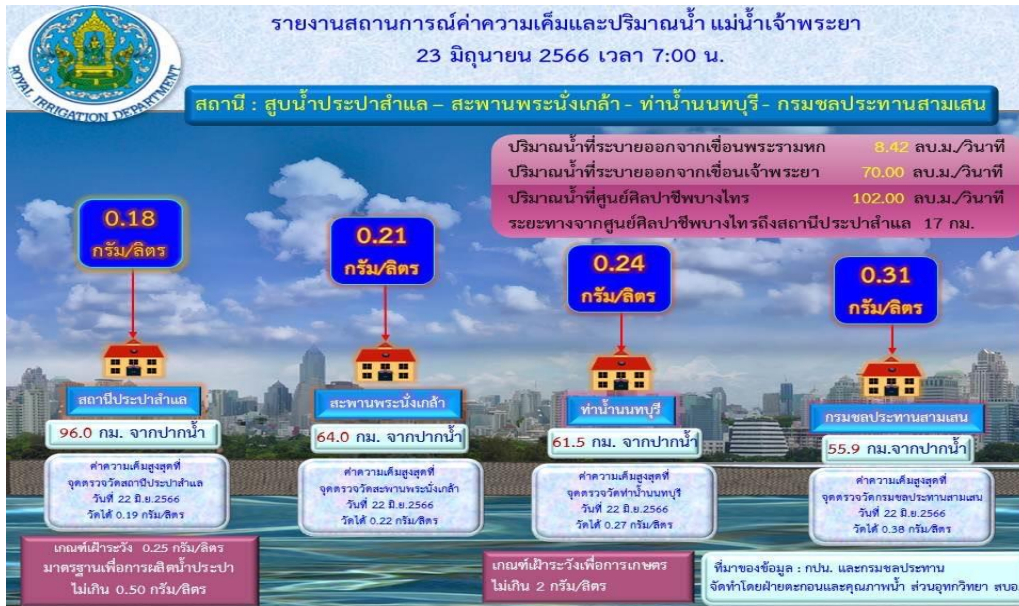 รายงานสถานการณ์ค่าความเค็มและปริมาณน้ำ แม่น้ำเจ้าพระยา
23 มิถุนายน 2566 เวลา 7:00 น.
ROYAL IRRIGATION DEPARTMENT
สถานี : สูบน้ำประปาสำแล – สะพานพระนั่งเกล้า - ท่าน้ำนนทบุรี - กรมชลประทานสามเสน
ปริมาณน้ำที่ระบายออกจากเขื่อนพระรามหก 8.42 ลบ.ม./วินาที
ปริมาณน้ำที่ระบายออกจากเขื่อนเจ้าพระยา 70.00 ลบ.ม./วินาที
ปริมาณน้ำที่ศูนย์ศิลปาชีพบางไทร 102.00 ลบ.ม./วินาที
ระยะทางจากศูนย์ศิลปาชีพบางไทรถึงสถานีประปาสำแล 17 กม.
0.18
กรัม/ลิตร
สถานีประปาสำแล
96.0 กม. จากปากน้ำ
ค่าความเค็มสูงสุดที่
จุดตรวจวัดสถานีประปาสำแล
วันที่ 22 มิ.ย.2566
วัดได้ 0.19 กรัม/ลิตร
0.21
กรัม/ลิตร
สะพานพระนั่งเกล้า
64.0 กม. จากปากน้ำ
ค่าความเค็มสูงสุดที่
จุดตรวจวัดสะพานพระนั่งเกล้า
วันที่ 22 มิ.ย.2566
วัดได้ 0.22 กรัม/ลิตร
0.24
กรัม/ลิตร
ท่าน้ำนนทบุรี
61.5 กม. จากปากน้ำ
ค่าความเค็มสูงสุดที่
จุดตรวจวัดท่าน้ำนนทบุรี
วันที่ 22 มิ.ย.2566
วัดได้ 0.27 กรัม/ลิตร
0.31
กรัม/ลิตร
กรมชลประทานสามเสน
55.9 กม.จากปากน้ำ
ค่าความเค็มสูงสุดที่
จุดตรวจวัดกรมชลประทานสามเสน
วันที่ 22 มิ.ย.2566
วัดได้ 0.38 กรัม/ลิตร
เกณฑ์เฝ้าระวัง 0.25 กรัม/ลิตร
มาตรฐานเพื่อการผลิตน้ำประปา
ไม่เกิน 0.50 กรัม/ลิตร
เกณฑ์เฝ้าระวังเพื่อการเกษตร
ไม่เกิน 2 กรัม/ลิตร
ที่มาของข้อมูล : กปน. และกรมชลประทาน
จัดทำโดยฝ่ายตะกอนและคุณภาพน้ำ ส่วนอุทกวิทยา สบอ